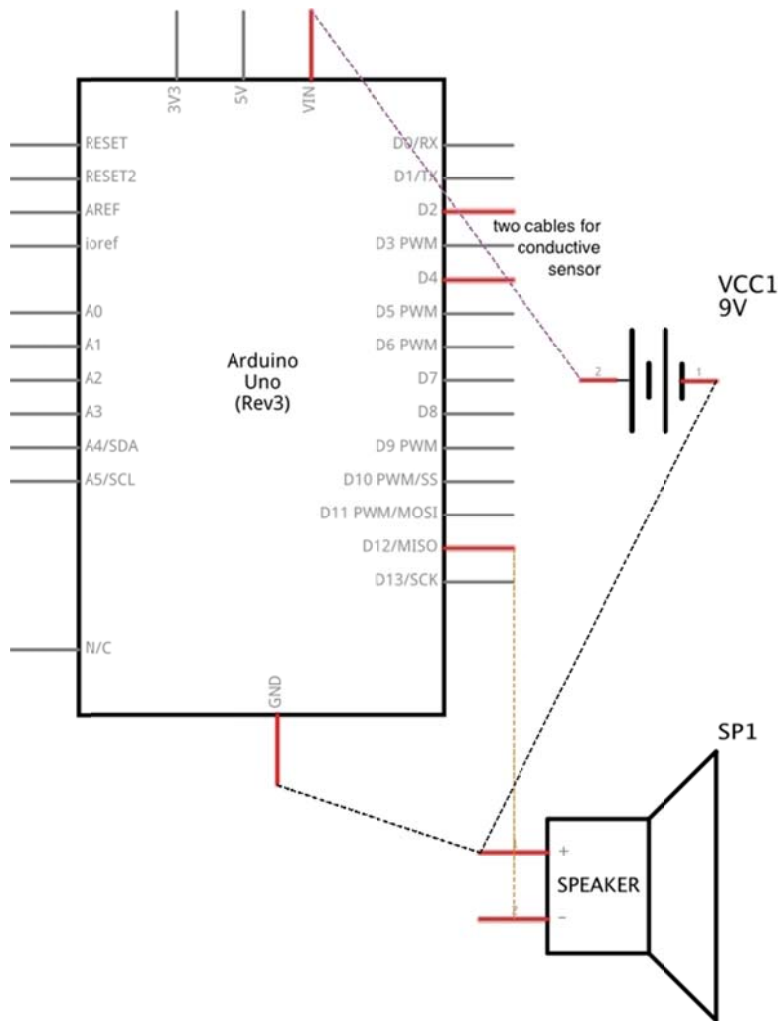 3V3
5V
VIN
RESET
RESET2
AREF
ioref
A0
A1
A2
A3
A4/SDA
A5/SCL
N/C
Arduino
Uno
(Rev3)
D0/RX
D1/TX
D2
D3 PWM
D4
D5 PWM
D6 PWM
D7
D8
D9 PWM
D10 PWM/SS
D11 PWM/MOSI
D12/MISO
D13/SCK
GND
two cables for
conductive
sensor
VCC1
9V
2
1
SP1
+
SPEAKER
−